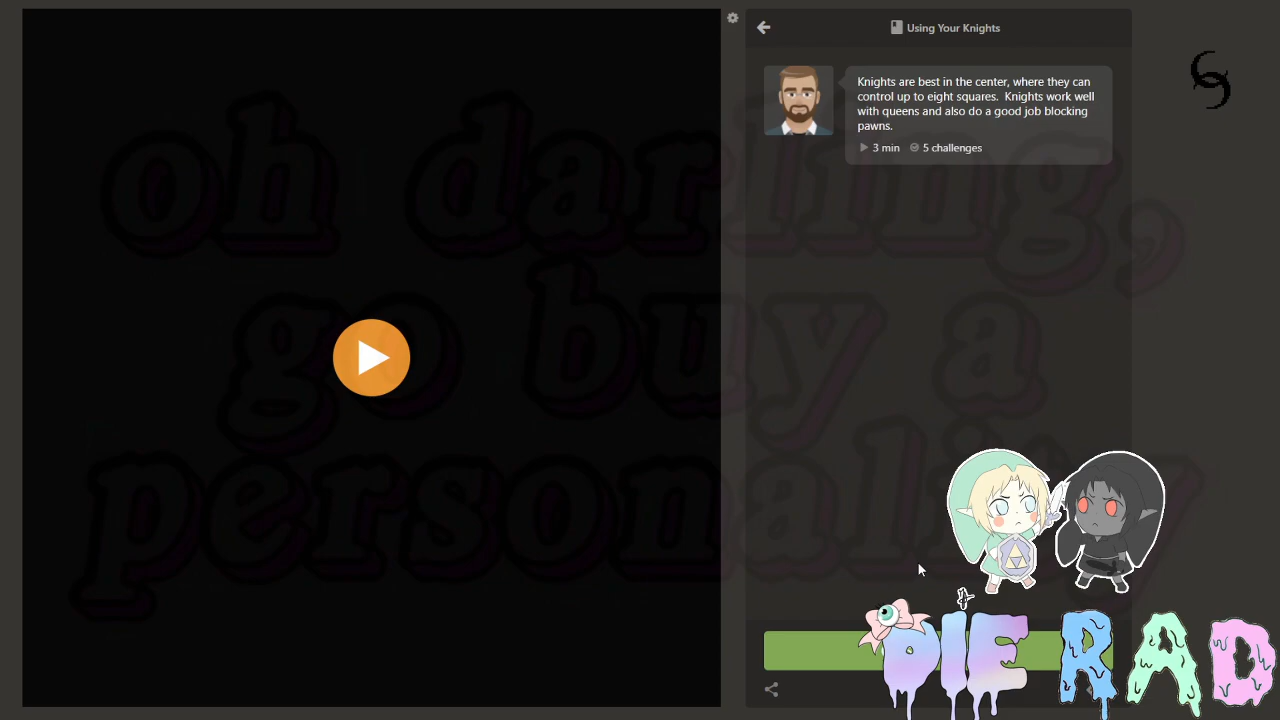 Using Your Knights
Knights are best in the center, where they can
control up to eight squares.  Knights work well
with queens and also do a good job blocking
pawns.
3 min 5 challenges
oh darling,
go buy a
personality
DIE RAD